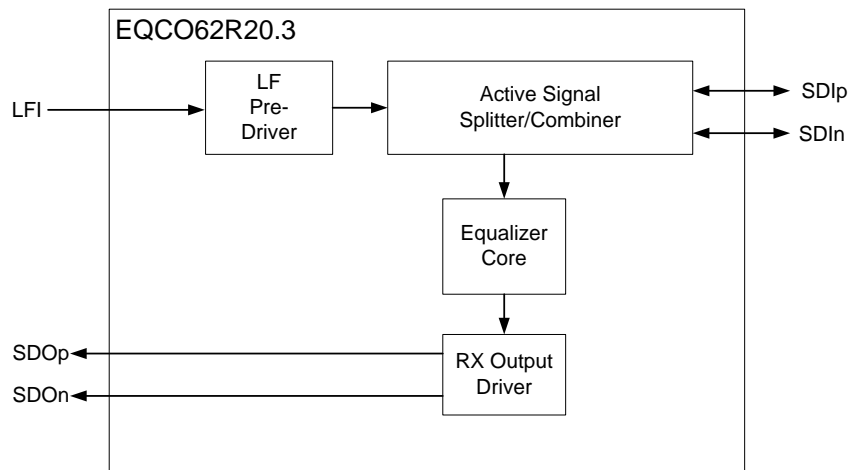 EQCO62R20.3
LFI
LF
Pre-
Driver
Active Signal
Splitter/Combiner
SDIp
SDIn
Equalizer
Core
SDOp
SDOn
RX Output
Driver